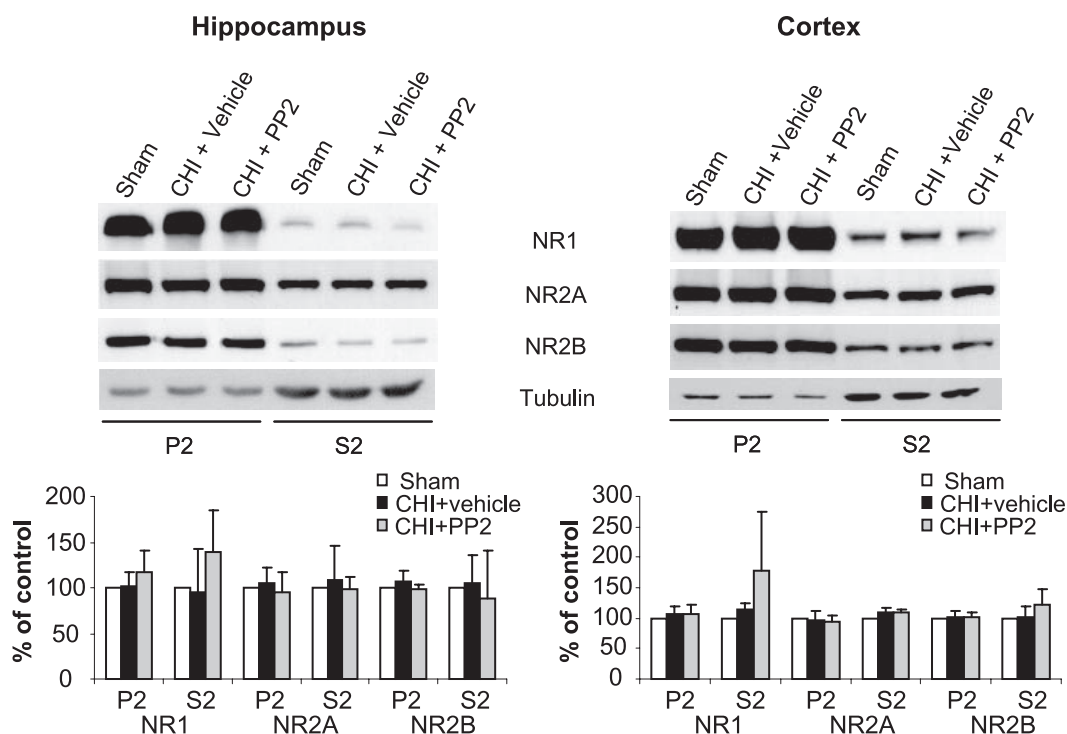 Hippocampus
Cortex
Sham
CHI + Vehicle
CHI + PP2
Sham
CHI + Vehicle
CHI + PP2
Sham
CHI +Vehicle
CHI + PP2
Sham
CHI +Vehicle
CHI + PP2
NR1
NR2A
NR2B
Tubulin
P2
S2
P2
S2
Sham
CHI+vehicle
CHI+PP2
% of control
200
150
100
50
0
P2 S2 P2 S2 P2 S2
NR1 NR2A NR2B
Sham
CHI+vehicle
CHI+PP2
% of control
300
250
200
150
100
50
0
P2 S2 P2 S2 P2 S2
NR1 NR2A NR2B